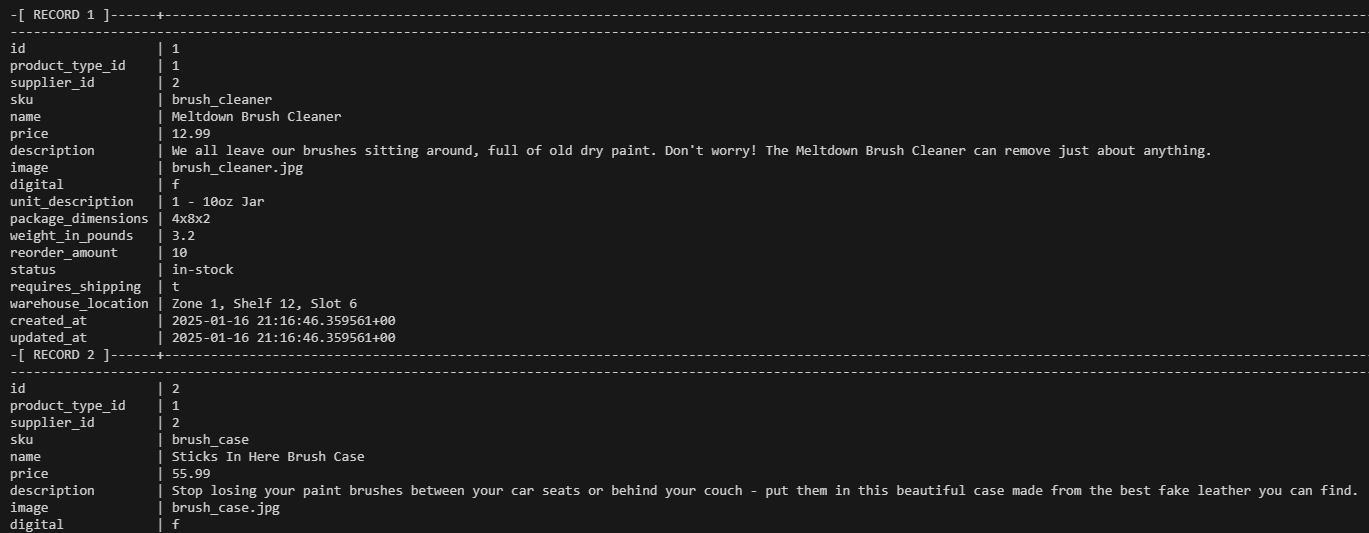 -[ RECORD 1 ]------+------------------------------------------------------------------------------------------------------------------------------------------------------------
--------------------------------------------------------------------------------------------------------------------------------------------------------------------------------
id                 | 1
product_type_id    | 1
supplier_id        | 2
sku                | brush_cleaner
name               | Meltdown Brush Cleaner
price              | 12.99
description        | We all leave our brushes sitting around, full of old dry paint. Don't worry! The Meltdown Brush Cleaner can remove just about anything.
image              | brush_cleaner.jpg
digital            | f
unit_description   | 1 - 10oz Jar
package_dimensions | 4x8x2
weight_in_pounds   | 3.2
reorder_amount     | 10
status             | in-stock
requires_shipping  | t
warehouse_location | Zone 1, Shelf 12, Slot 6
created_at         | 2025-01-16 21:16:46.359561+00
updated_at         | 2025-01-16 21:16:46.359561+00
-[ RECORD 2 ]------+------------------------------------------------------------------------------------------------------------------------------------------------------------
--------------------------------------------------------------------------------------------------------------------------------------------------------------------------------
id                 | 2
product_type_id    | 1
supplier_id        | 2
sku                | brush_case
name               | Sticks In Here Brush Case
price              | 55.99
description        | Stop losing your paint brushes between your car seats or behind your couch - put them in this beautiful case made from the best fake leather you can find.
image              | brush_case.jpg
digital            | f